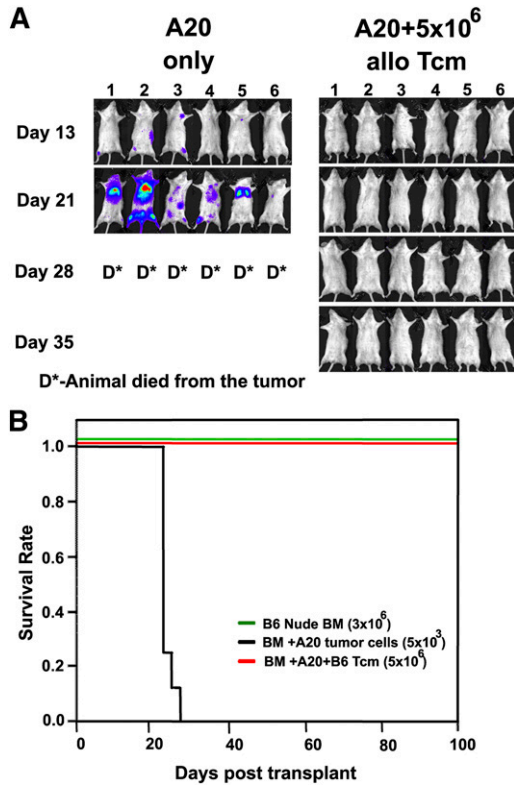 A
A20 only
A20+5x10^6 allo Tcm
1 2 3 4 5 6
1 2 3 4 5 6
Day 13
Day 21
Day 28 D* D* D* D* D* D*
Day 35
D*-Animal died from the tumor
B
Survival Rate
1.0
0.8
0.6
0.4
0.2
0.0
B6 Nude BM (3x10^6)
BM +A20 tumor cells (5x10^3)
BM +A20+B6 Tcm (5x10^6)
0 20 40 60 80 100
Days post transplant